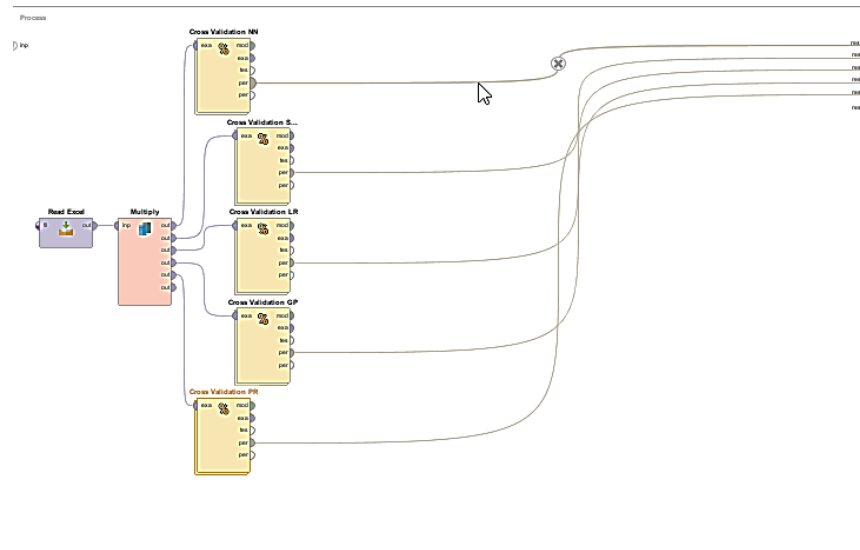 Process
inp
Cross Validation NN
exa
mod
exa
tes
per
per
Cross Validation S...
exa
mod
exa
tes
per
per
Read Excel
fil
out
Multiply
inp
out
out
out
out
out
out
Cross Validation LR
exa
mod
exa
tes
per
per
Cross Validation GP
exa
mod
exa
tes
per
per
Cross Validation PR
exa
mod
exa
tes
per
per
res
res
res
res
res
res